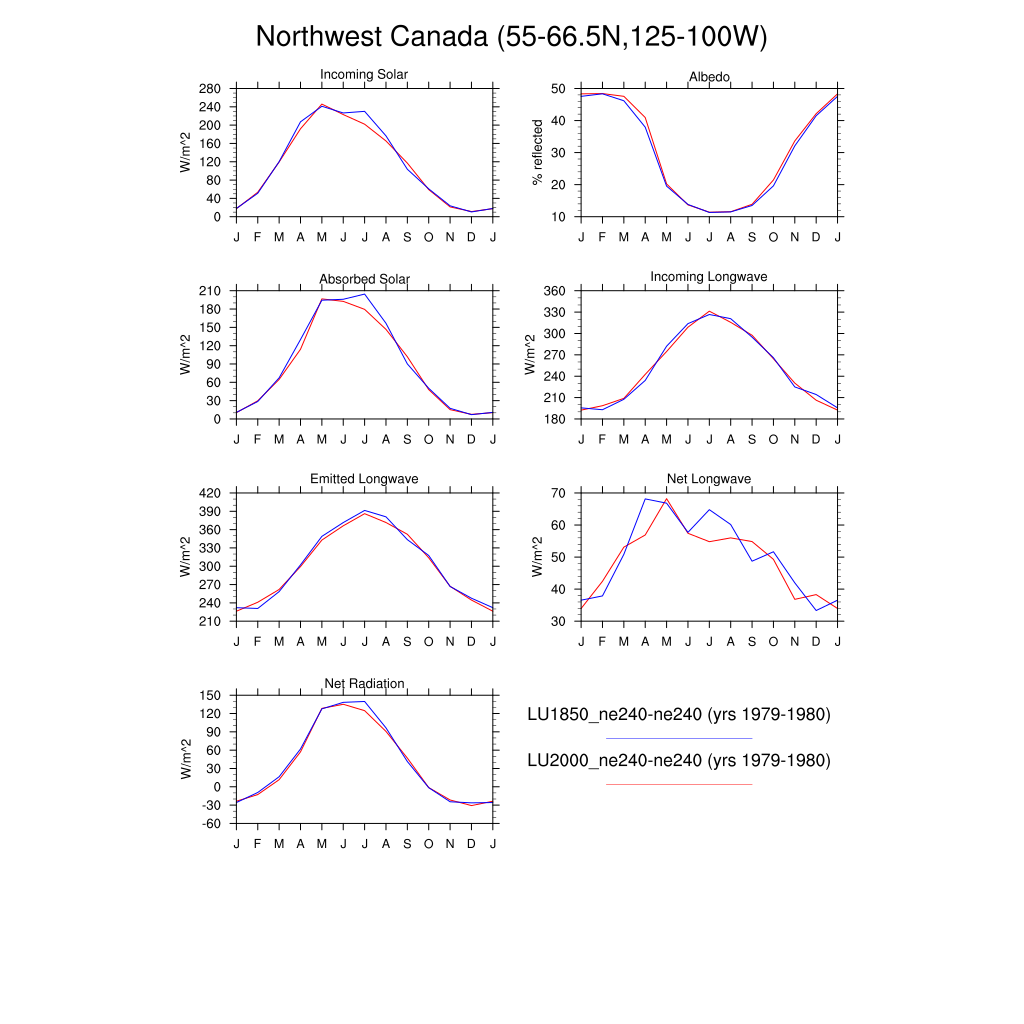 Northwest Canada (55-66.5N,125-100W)
Incoming Solar
W/m^2
280
240
200
160
120
80
40
0
J F M A M J J A S O N D J
Albedo
% reflected
50
40
30
20
10
J F M A M J J A S O N D J
Absorbed Solar
W/m^2
210
180
150
120
90
60
30
0
J F M A M J J A S O N D J
Incoming Longwave
W/m^2
360
330
300
270
240
210
180
J F M A M J J A S O N D J
Emitted Longwave
W/m^2
420
390
360
330
300
270
240
210
J F M A M J J A S O N D J
Net Longwave
W/m^2
70
60
50
40
30
J F M A M J J A S O N D J
Net Radiation
W/m^2
150
120
90
60
30
0
-30
-60
J F M A M J J A S O N D J
LU1850_ne240-ne240 (yrs 1979-1980)
LU2000_ne240-ne240 (yrs 1979-1980)